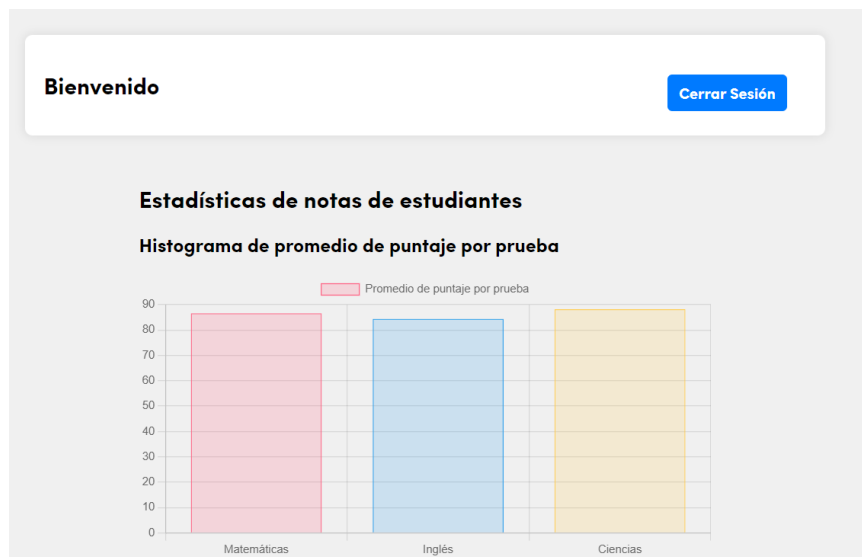 Bienvenido
Cerrar Sesión
Estadísticas de notas de estudiantes
Histograma de promedio de puntaje por prueba
Promedio de puntaje por prueba
90
80
70
60
50
40
30
20
10
0
Matemáticas Inglés Ciencias